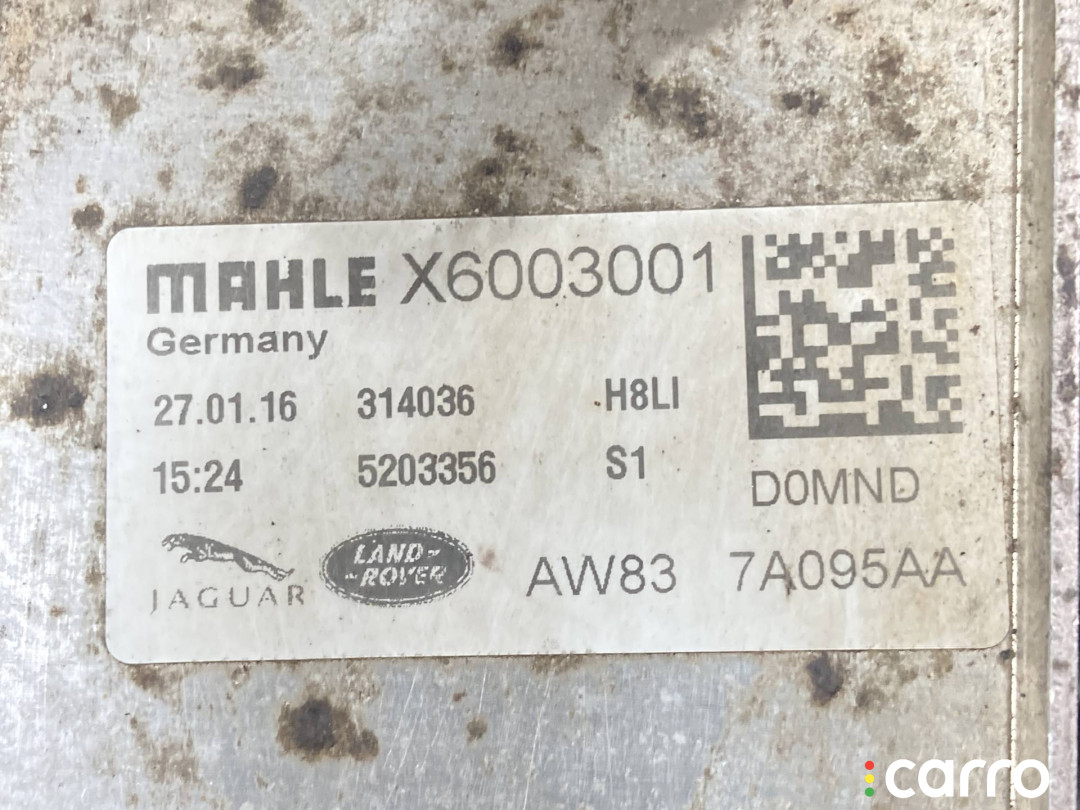 MAHLE X6003001
Germany
27.01.16 314036 H8LI
15:24 5203356 S1
D0MND
JAGUAR LAND-
-ROVER
AW83 7A095AA
carro